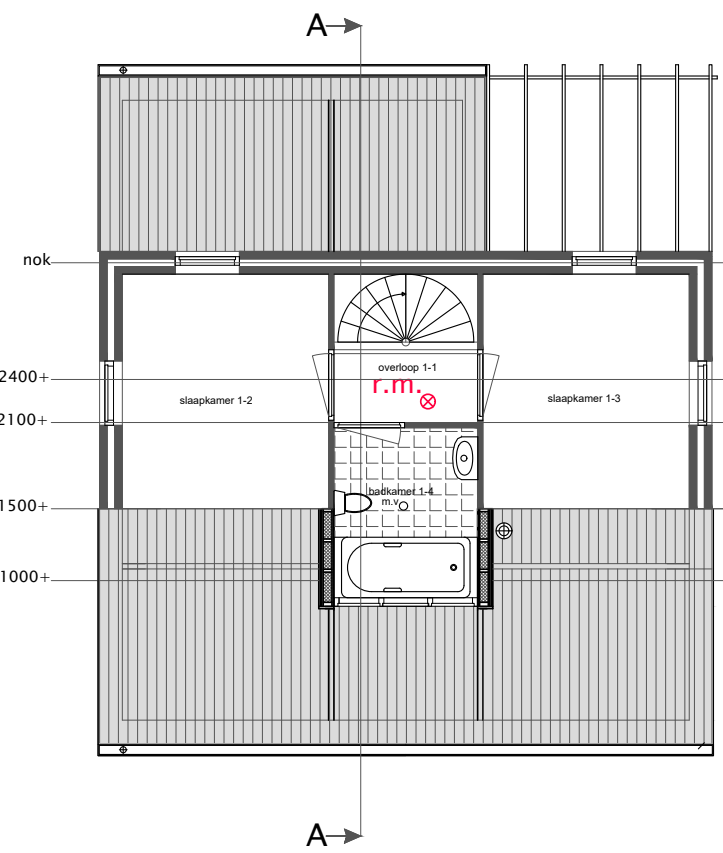 A
nok
overloop 1-1
2400+
r.m.
slaapkamer 1-2
slaapkamer 1-3
2100+
badkamer 1-4
m.v.
1500+
1000+
A